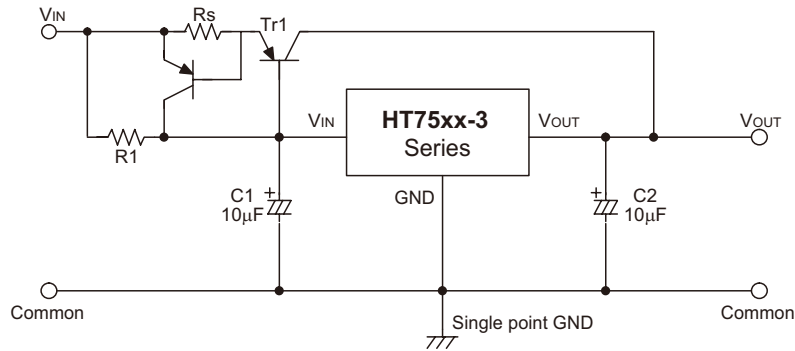 VIN
Rs
Tr1
R1
VIN
HT75xx-3
Series
VOUT
VOUT
GND
C1
10μF
C2
10μF
Common
Single point GND
Common